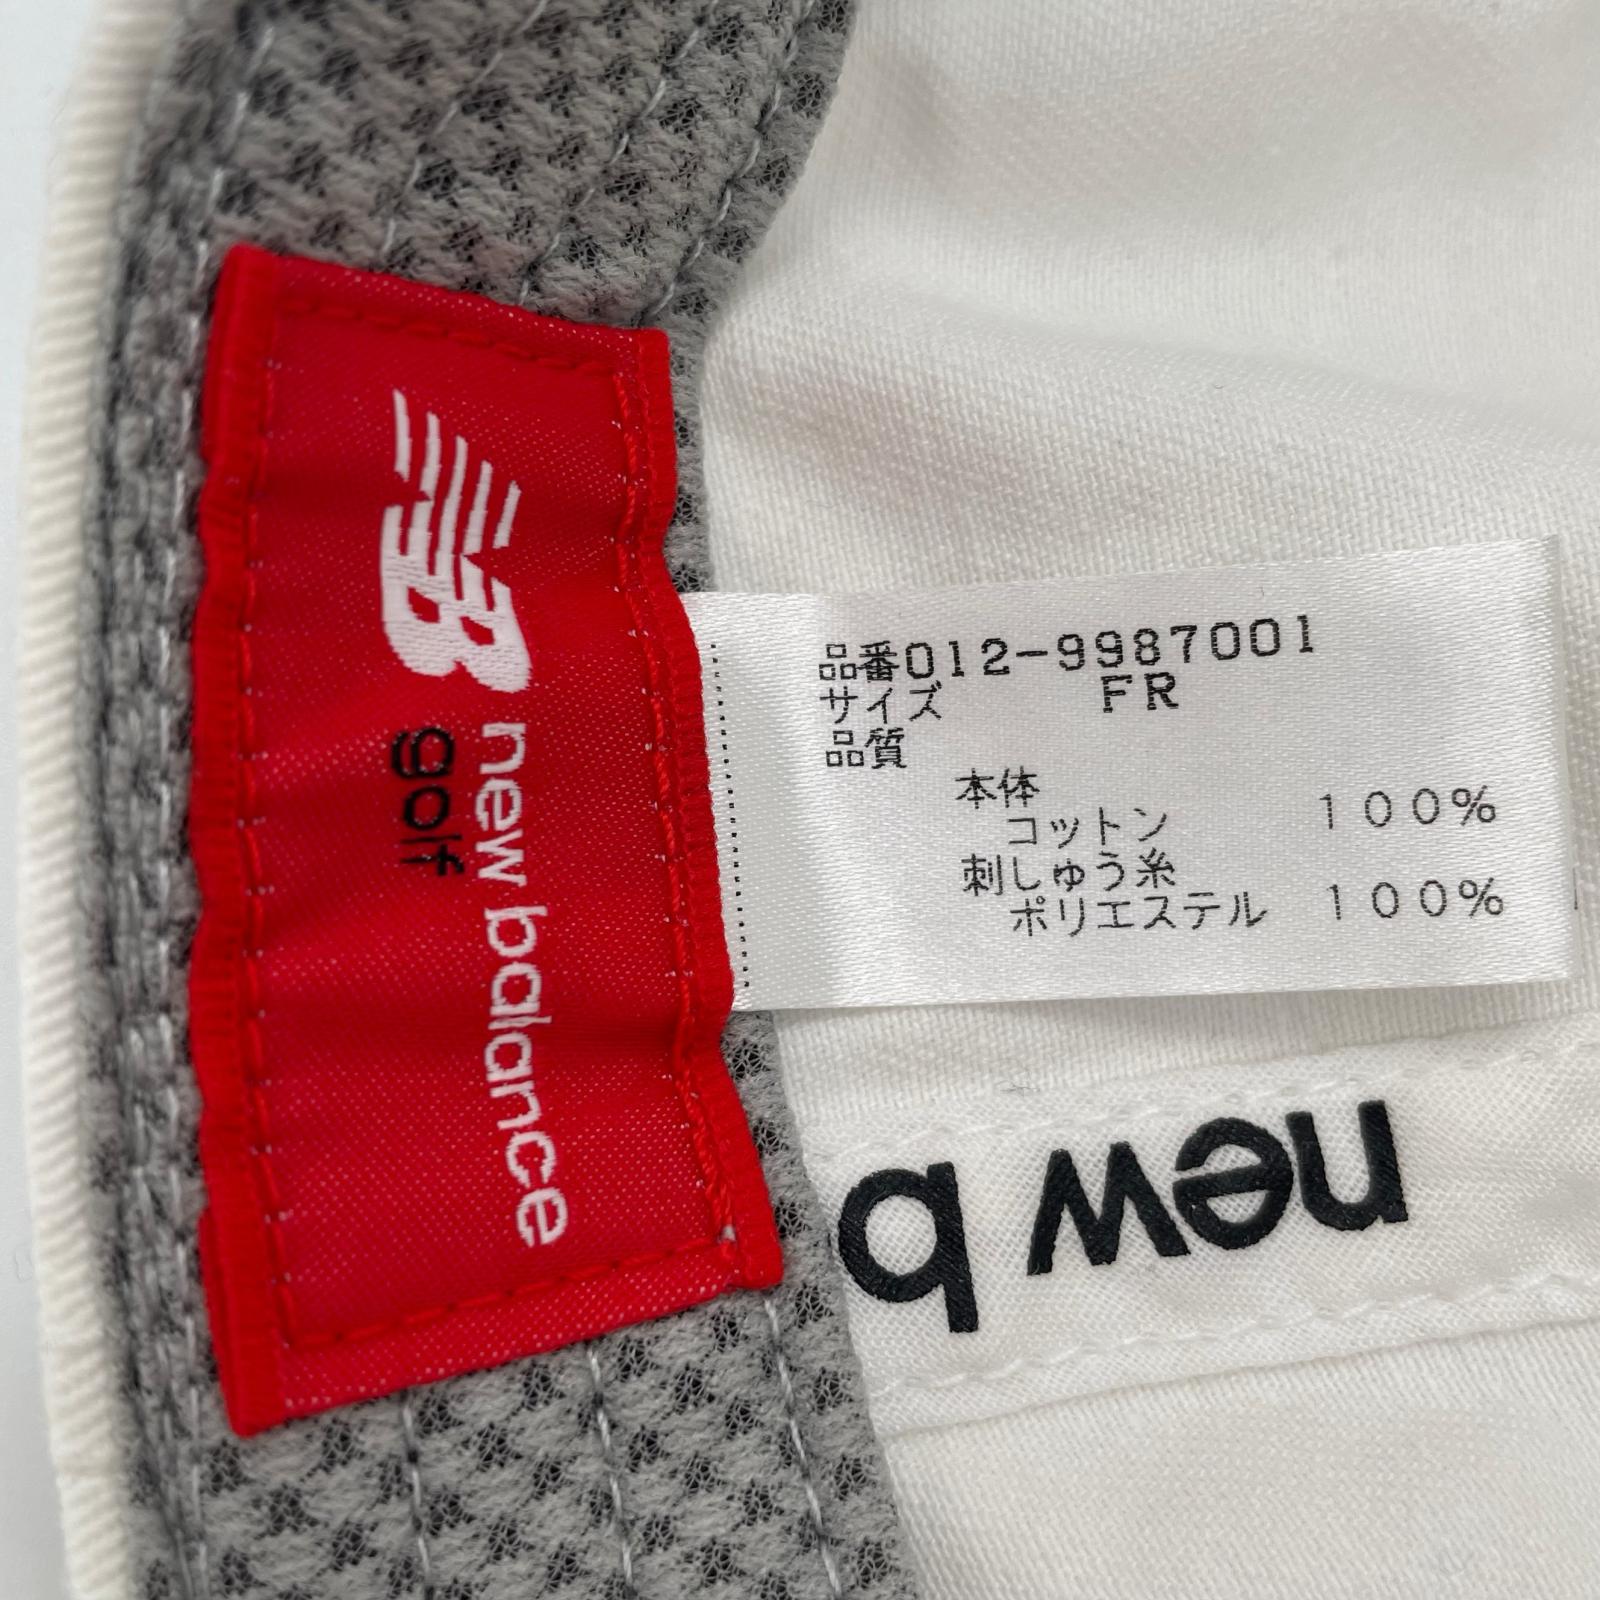 new balance
golf
品番012-9987001
サイズ FR
品質
本体
コットン 100%
刺しゅう糸
ポリエステル 100%
new b